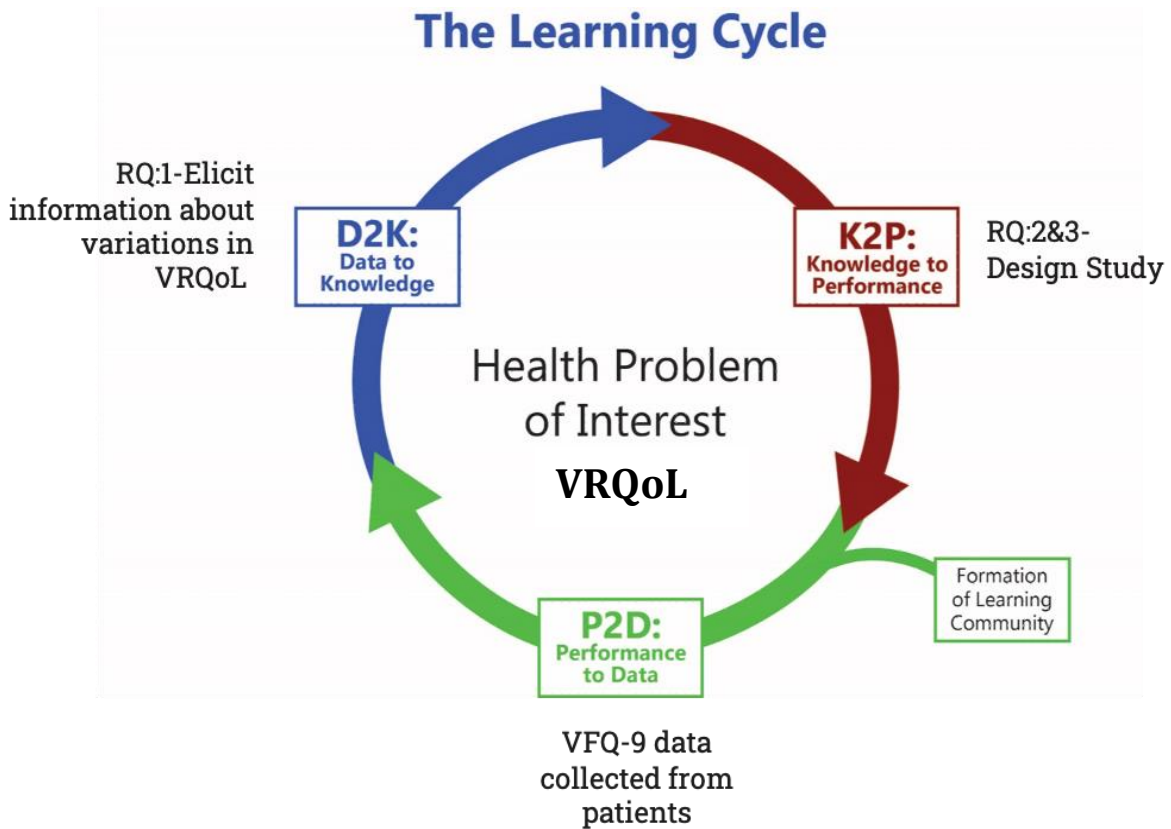 The Learning Cycle
RQ:1-Elicit
information about
variations in
VRQoL
D2K:
Data to
Knowledge
K2P:
Knowledge to
Performance
RQ:2&3-
Design Study
Health Problem
of Interest
VRQoL
Formation
of Learning
Community
P2D:
Performance
to Data
VFQ-9 data
collected from
patients